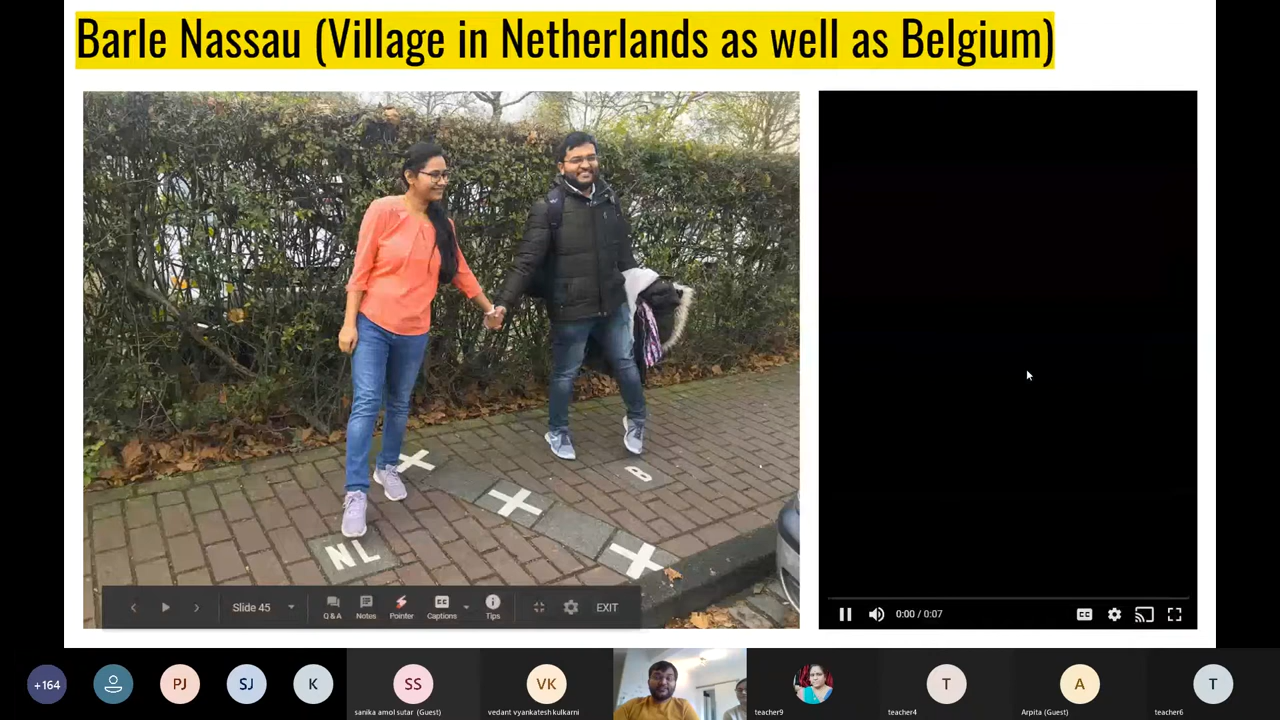 Barle Nassau (Village in Netherlands as well as Belgium)
B
NL
Slide 45
Q & A
Notes
Pointer
Captions
Tips
EXIT
0:00 / 0:07
CC
+164
PJ
SJ
K
SS
sanika amol sutar (Guest)
VK
vedant vyankatesh kulkarni
teacher9
T
teacher4
A
Arpita (Guest)
T
teacher6